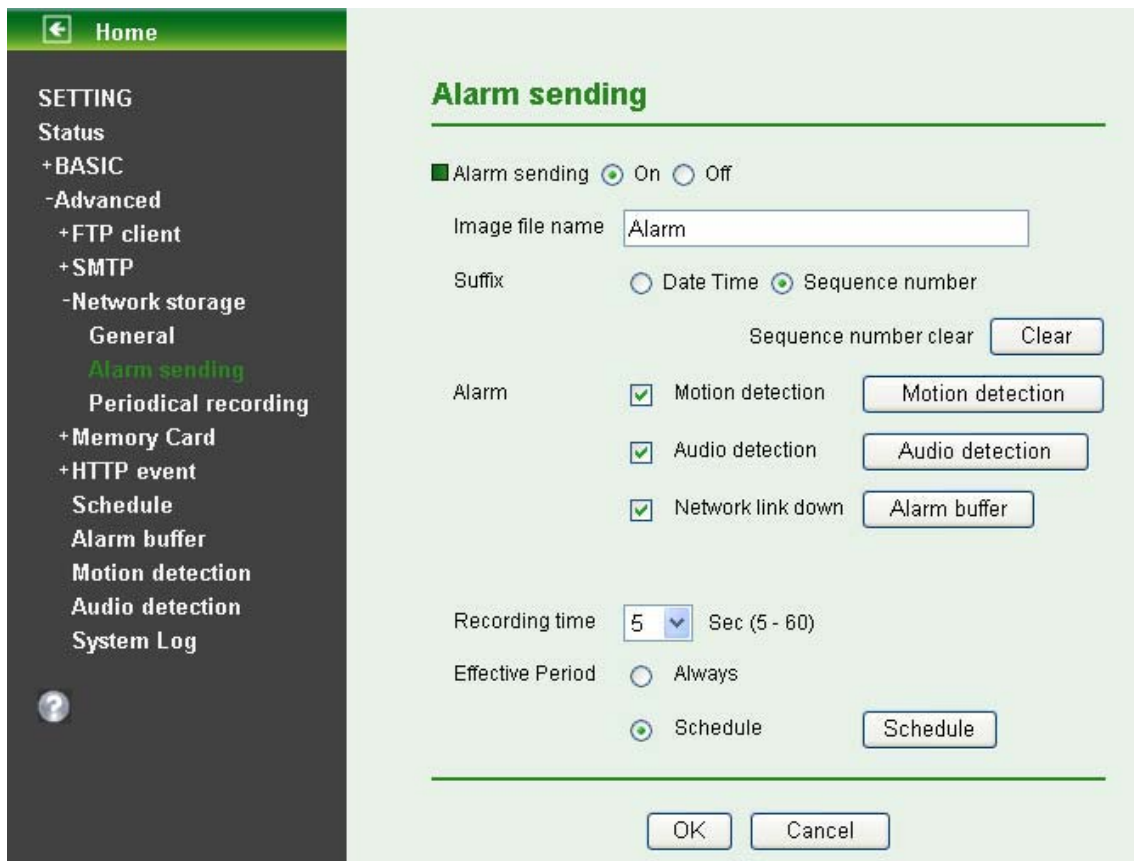 Home
SETTING
Status
+BASIC
-Advanced
+FTP client
+SMTP
-Network storage
General
Alarm sending
Periodical recording
+Memory Card
+HTTP event
Schedule
Alarm buffer
Motion detection
Audio detection
System Log
?
Alarm sending
Alarm sending On Off
Image file name Alarm
Suffix Date Time Sequence number
Sequence number clear Clear
Alarm Motion detection Motion detection
Audio detection Audio detection
Network link down Alarm buffer
Recording time 5 Sec (5 - 60)
Effective Period Always
Schedule Schedule
OK Cancel